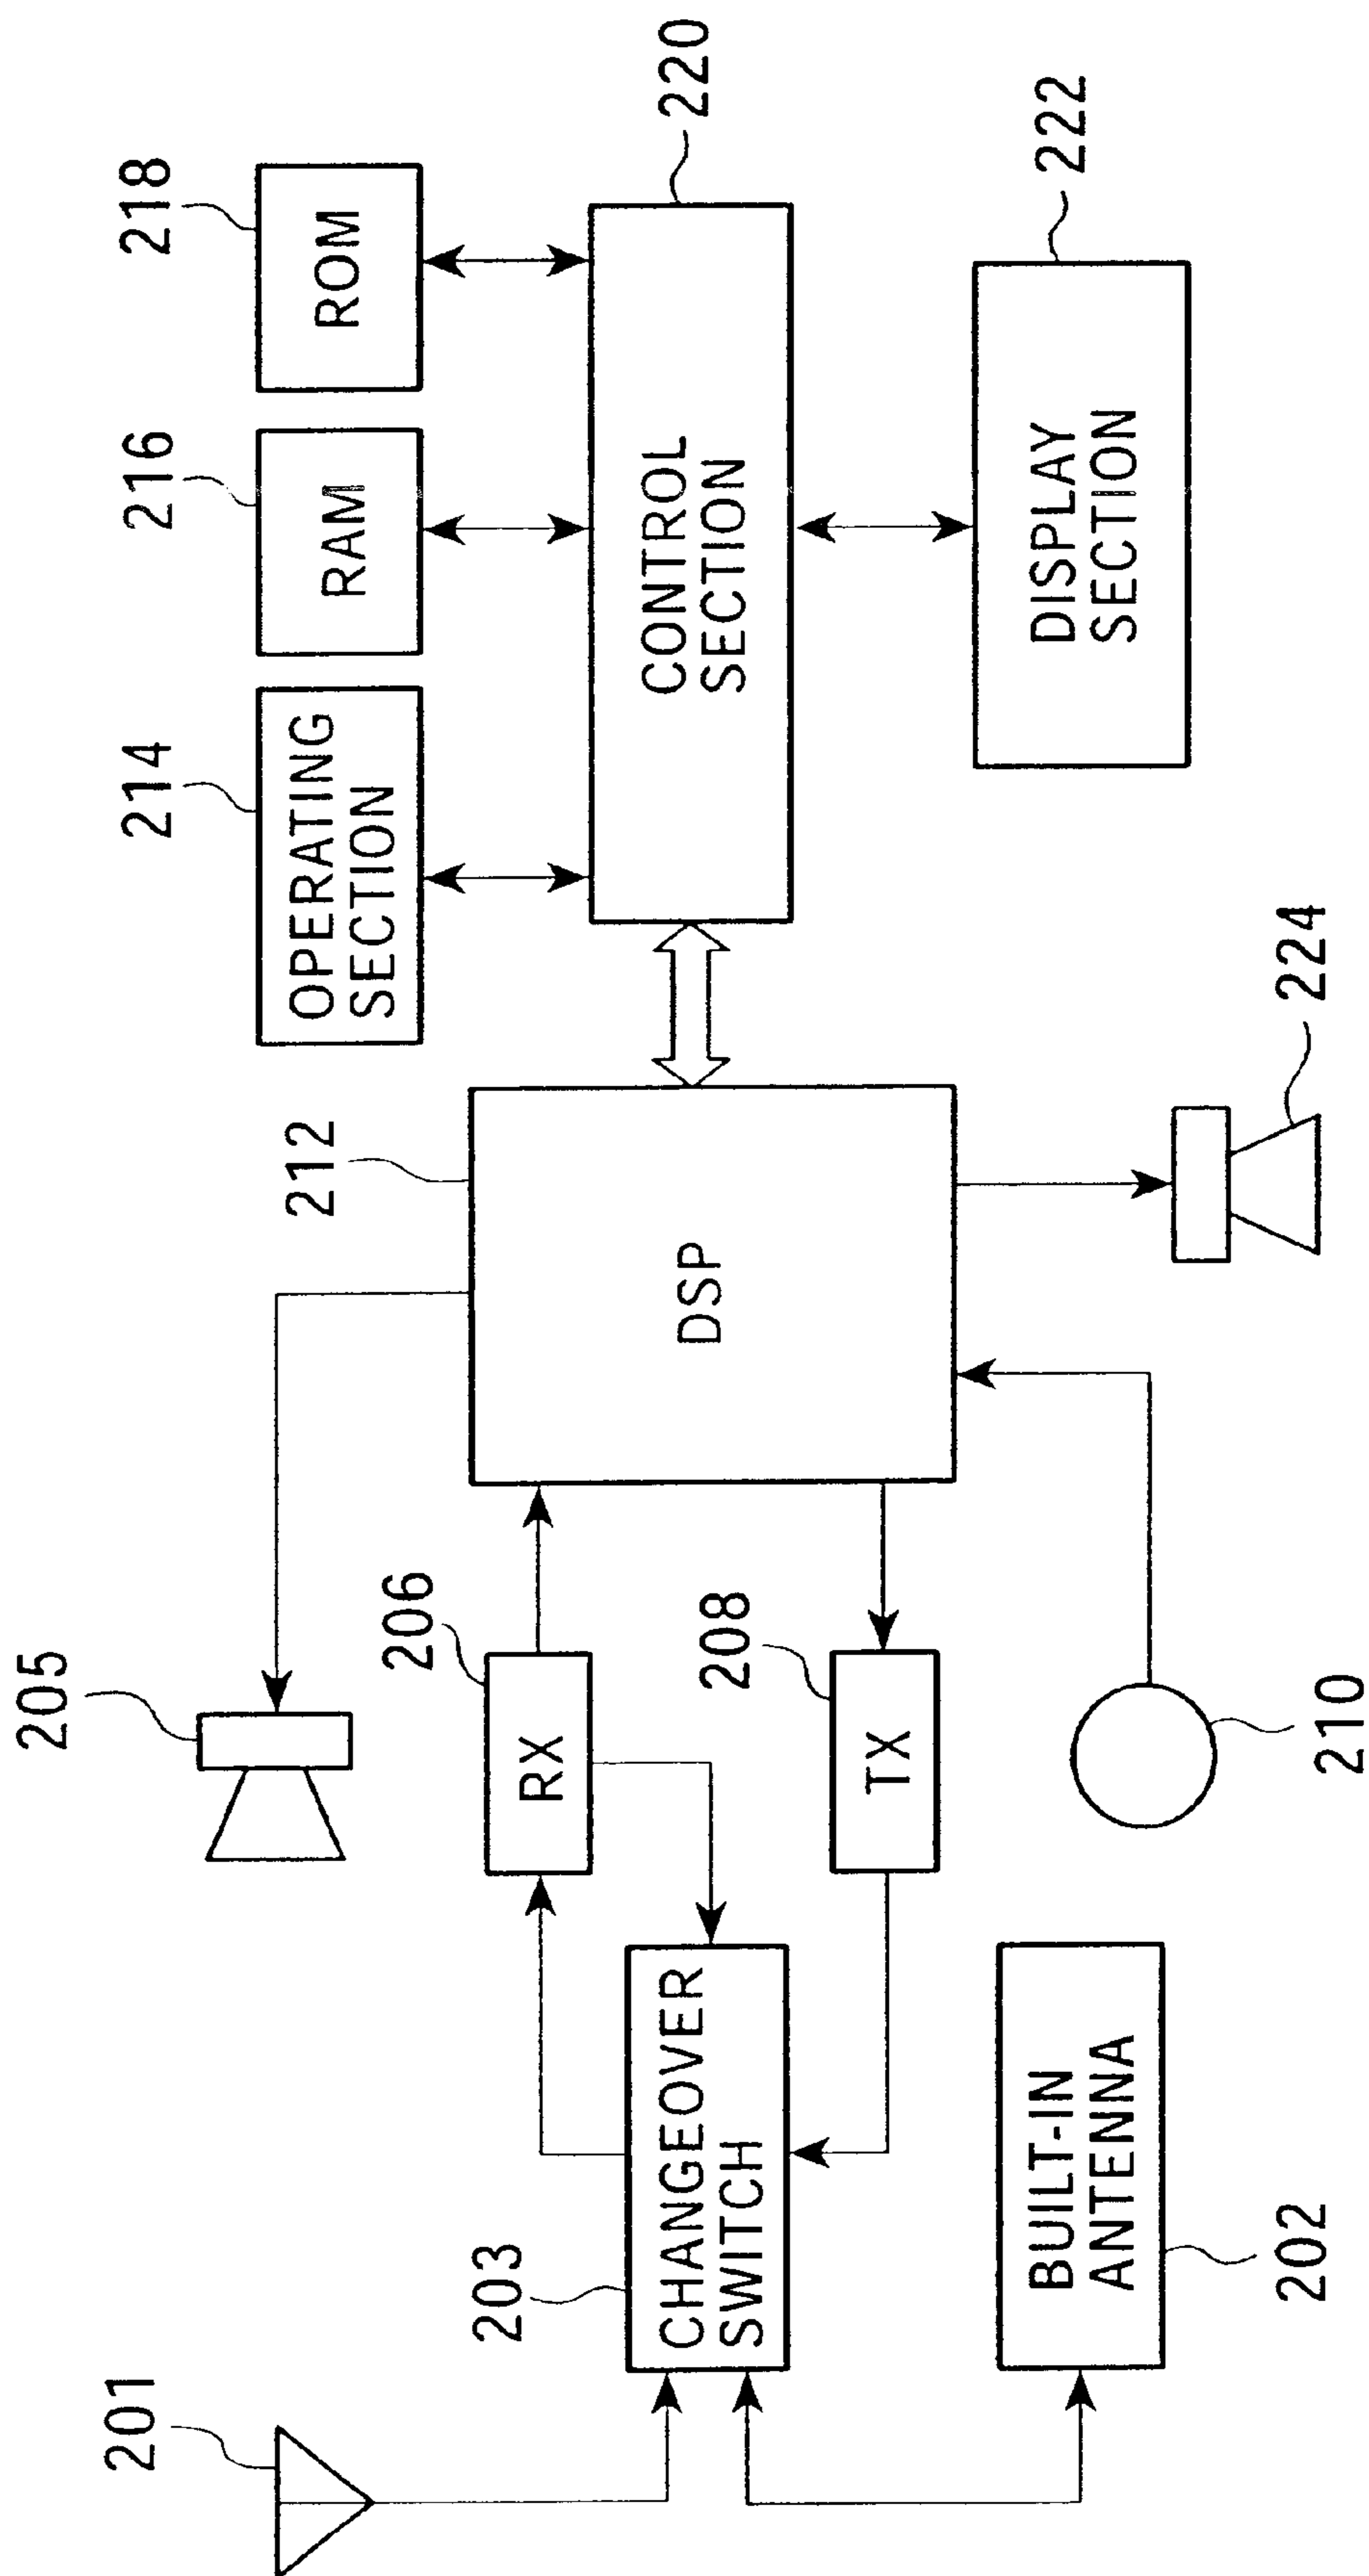 201
203
CHANGEOVER
SWITCH
BUILT-IN
ANTENNA
202
205
206
RX
208
TX
210
212
DSP
224
214
OPERATING
SECTION
216
RAM
218
ROM
CONTROL
SECTION
220
DISPLAY
SECTION
222